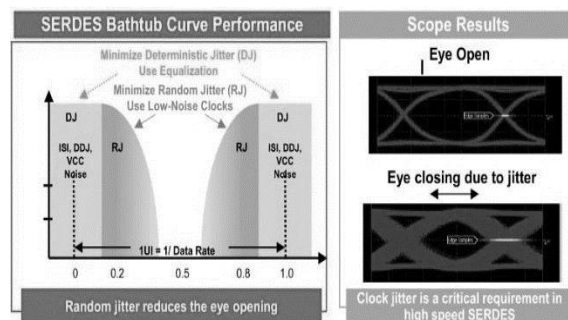 SERDES Bathtub Curve Performance
Minimize Deterministic Jitter (DJ)
Use Equalization
Minimize Random Jitter (RJ)
Use Low-Noise Clocks
DJ
DJ
ISI, DDJ,
VCC
Noise
RJ
RJ
ISI, DDJ,
VCC
Noise
1UI = 1/ Data Rate
0
0.2
0.5
0.8
1.0
Random jitter reduces the eye opening
Scope Results
Eye Open
Eye closing due to jitter
Clock jitter is a critical requirement in
high speed SERDES